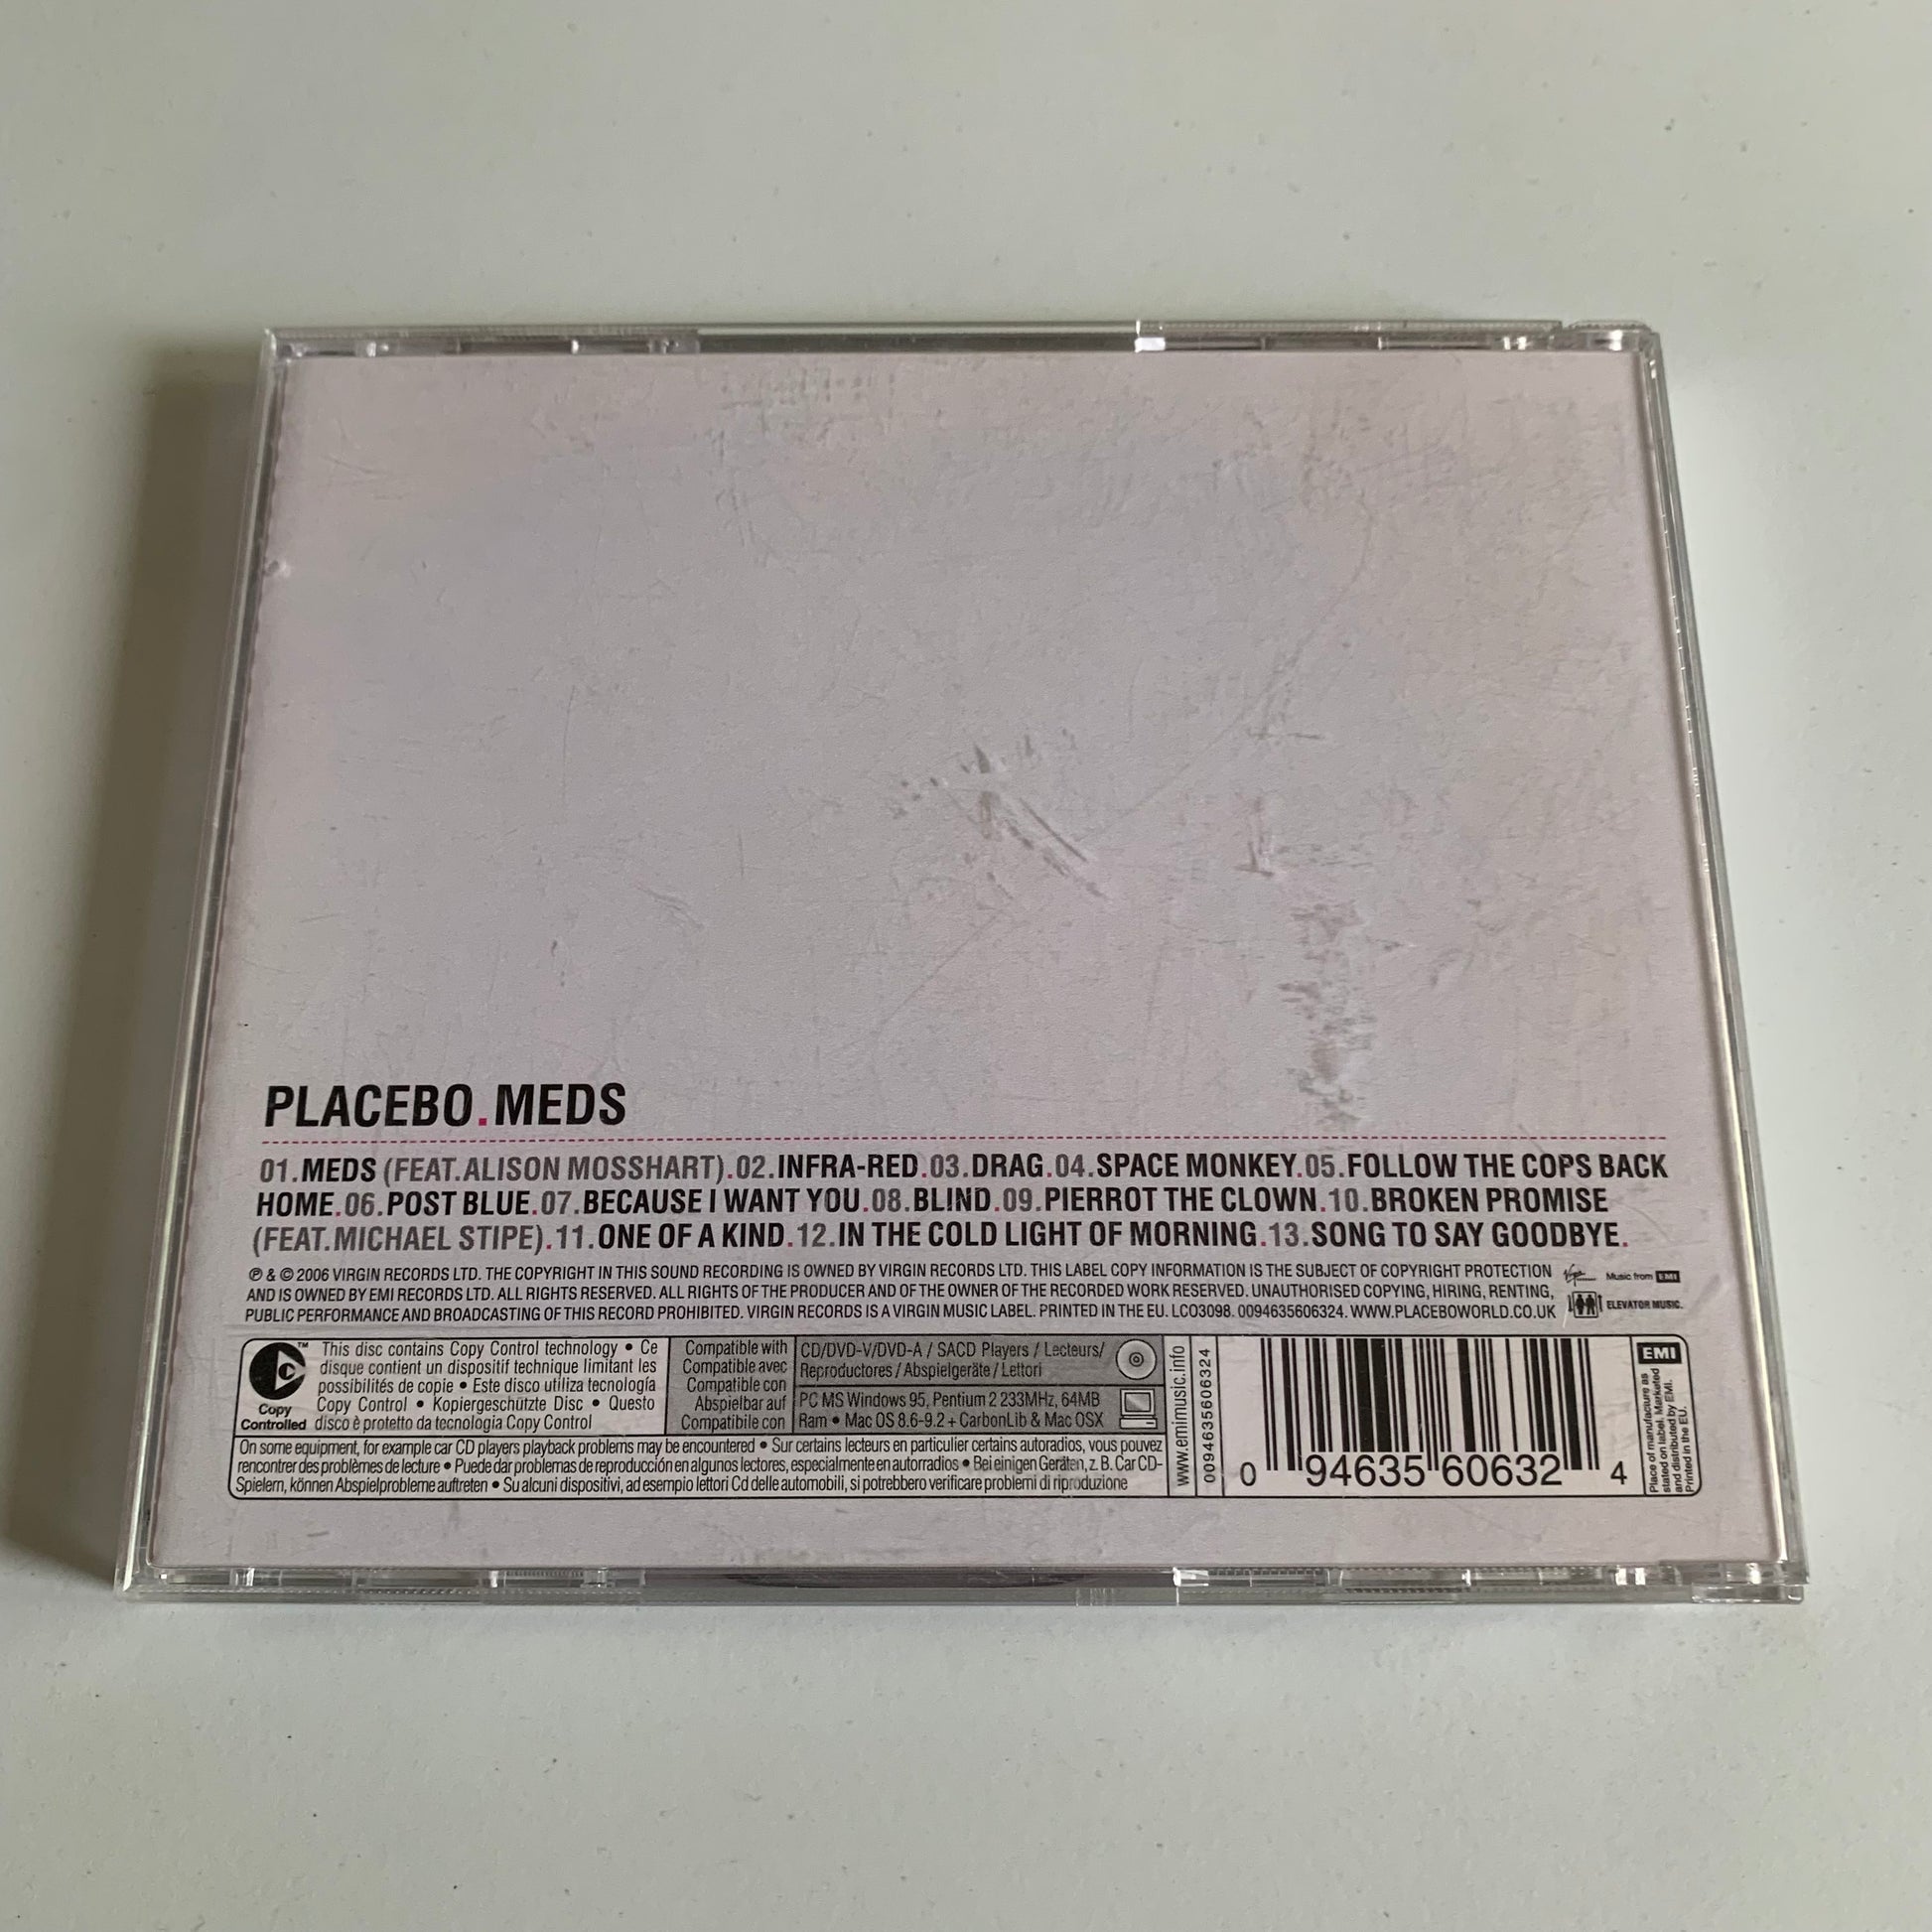 PLACEBO.MEDS
01.MEDS (FEAT.ALISON MOSSHART).02.INFRA-RED.03.DRAG.04.SPACE MONKEY.05.FOLLOW THE COPS BACK
HOME.06.POST BLUE.07.BECAUSE I WANT YOU.08.BLIND.09.PIERROT THE CLOWN.10.BROKEN PROMISE
(FEAT.MICHAEL STIPE).11.ONE OF A KIND.12.IN THE COLD LIGHT OF MORNING.13.SONG TO SAY GOODBYE.
℗ & © 2006 VIRGIN RECORDS LTD. THE COPYRIGHT IN THIS SOUND RECORDING IS OWNED BY VIRGIN RECORDS LTD. THIS LABEL COPY INFORMATION IS THE SUBJECT OF COPYRIGHT PROTECTION
AND IS OWNED BY EMI RECORDS LTD. ALL RIGHTS RESERVED. ALL RIGHTS OF THE PRODUCER AND OF THE OWNER OF THE RECORDED WORK RESERVED. UNAUTHORISED COPYING, HIRING, RENTING,
PUBLIC PERFORMANCE AND BROADCASTING OF THIS RECORD PROHIBITED. VIRGIN RECORDS IS A VIRGIN MUSIC LABEL. PRINTED IN THE EU. LC03098. 0094635606324. WWW.PLACEBOWORLD.CO.UK
Virgin
Music from EMI
ELEVATOR MUSIC.
TM
Copy
Controlled
This disc contains Copy Control technology • Ce
disque contient un dispositif technique limitant les
possibilités de copie • Este disco utiliza tecnología
Copy Control • Kopiergeschützte Disc • Questo
disco è protetto da tecnologia Copy Control
Compatible with
Compatible avec
Compatible con
Abspielbar auf
Compatibile con
CD/DVD-V/DVD-A / SACD Players / Lecteurs/
Reproductores / Abspielgeräte / Lettori
PC MS Windows 95, Pentium 2 233MHz, 64MB
Ram • Mac OS 8.6-9.2 + CarbonLib & Mac OSX
On some equipment, for example car CD players playback problems may be encountered • Sur certains lecteurs en particulier certains autoradios, vous pouvez
rencontrer des problèmes de lecture • Puede dar problemas de reproducción en algunos lectores, especialmente en autorradios • Bei einigen Geräten, z. B. Car CD-
Spielern, können Abspielprobleme auftreten • Su alcuni dispositivi, ad esempio lettori Cd delle automobili, si potrebbero verificare problemi di riproduzione
www.emimusic.info
0094635606324
0 94635 60632 4
EMI
Place of manufacture as
stated on label. Marketed
and distributed by EMI.
Printed in the EU.